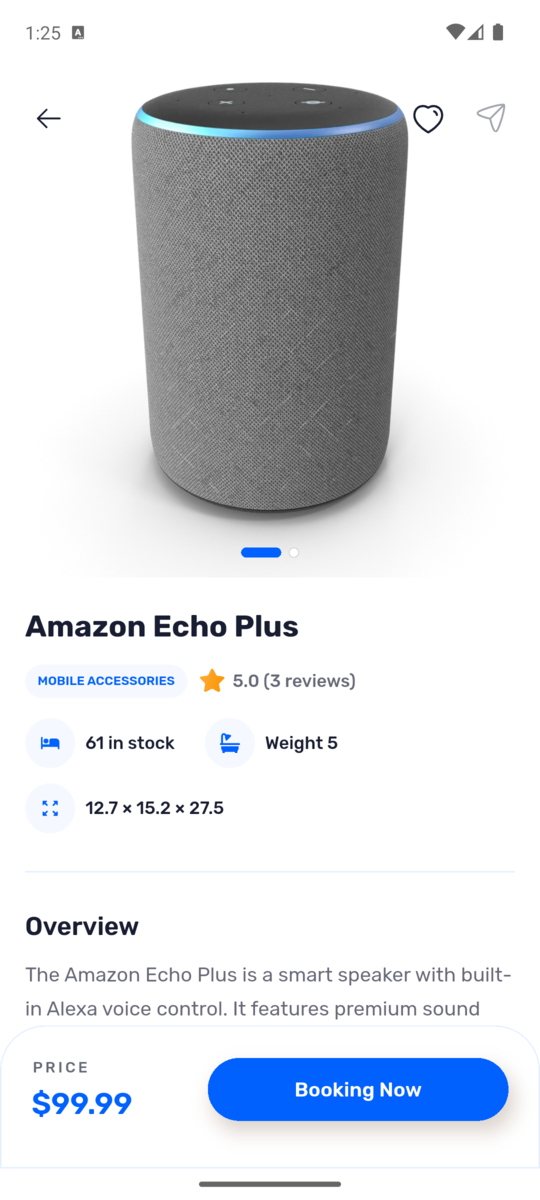 1:25
A
Amazon Echo Plus
MOBILE ACCESSORIES 5.0 (3 reviews)
61 in stock Weight 5
12.7 × 15.2 × 27.5
Overview
The Amazon Echo Plus is a smart speaker with built-
in Alexa voice control. It features premium sound
PRICE
$99.99
Booking Now